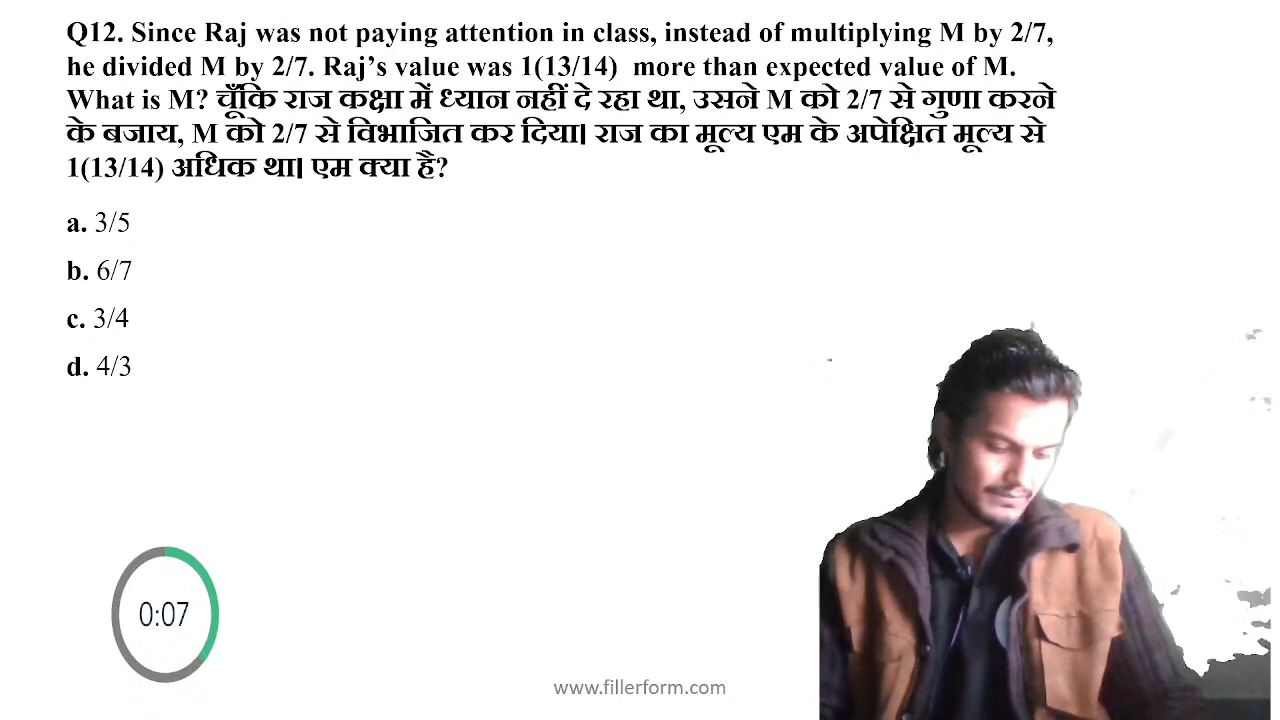 Q12. Since Raj was not paying attention in class, instead of multiplying M by 2/7,
he divided M by 2/7. Raj’s value was 1(13/14)  more than expected value of M.
What is M? चूँकि राज कक्षा में ध्यान नहीं दे रहा था, उसने M को 2/7 से गुणा करने
के बजाय, M को 2/7 से विभाजित कर दिया। राज का मूल्य एम के अपेक्षित मूल्य से
1(13/14) अधिक था। एम क्या है?
a. 3/5
b. 6/7
c. 3/4
d. 4/3
0:07
www.fillerform.com